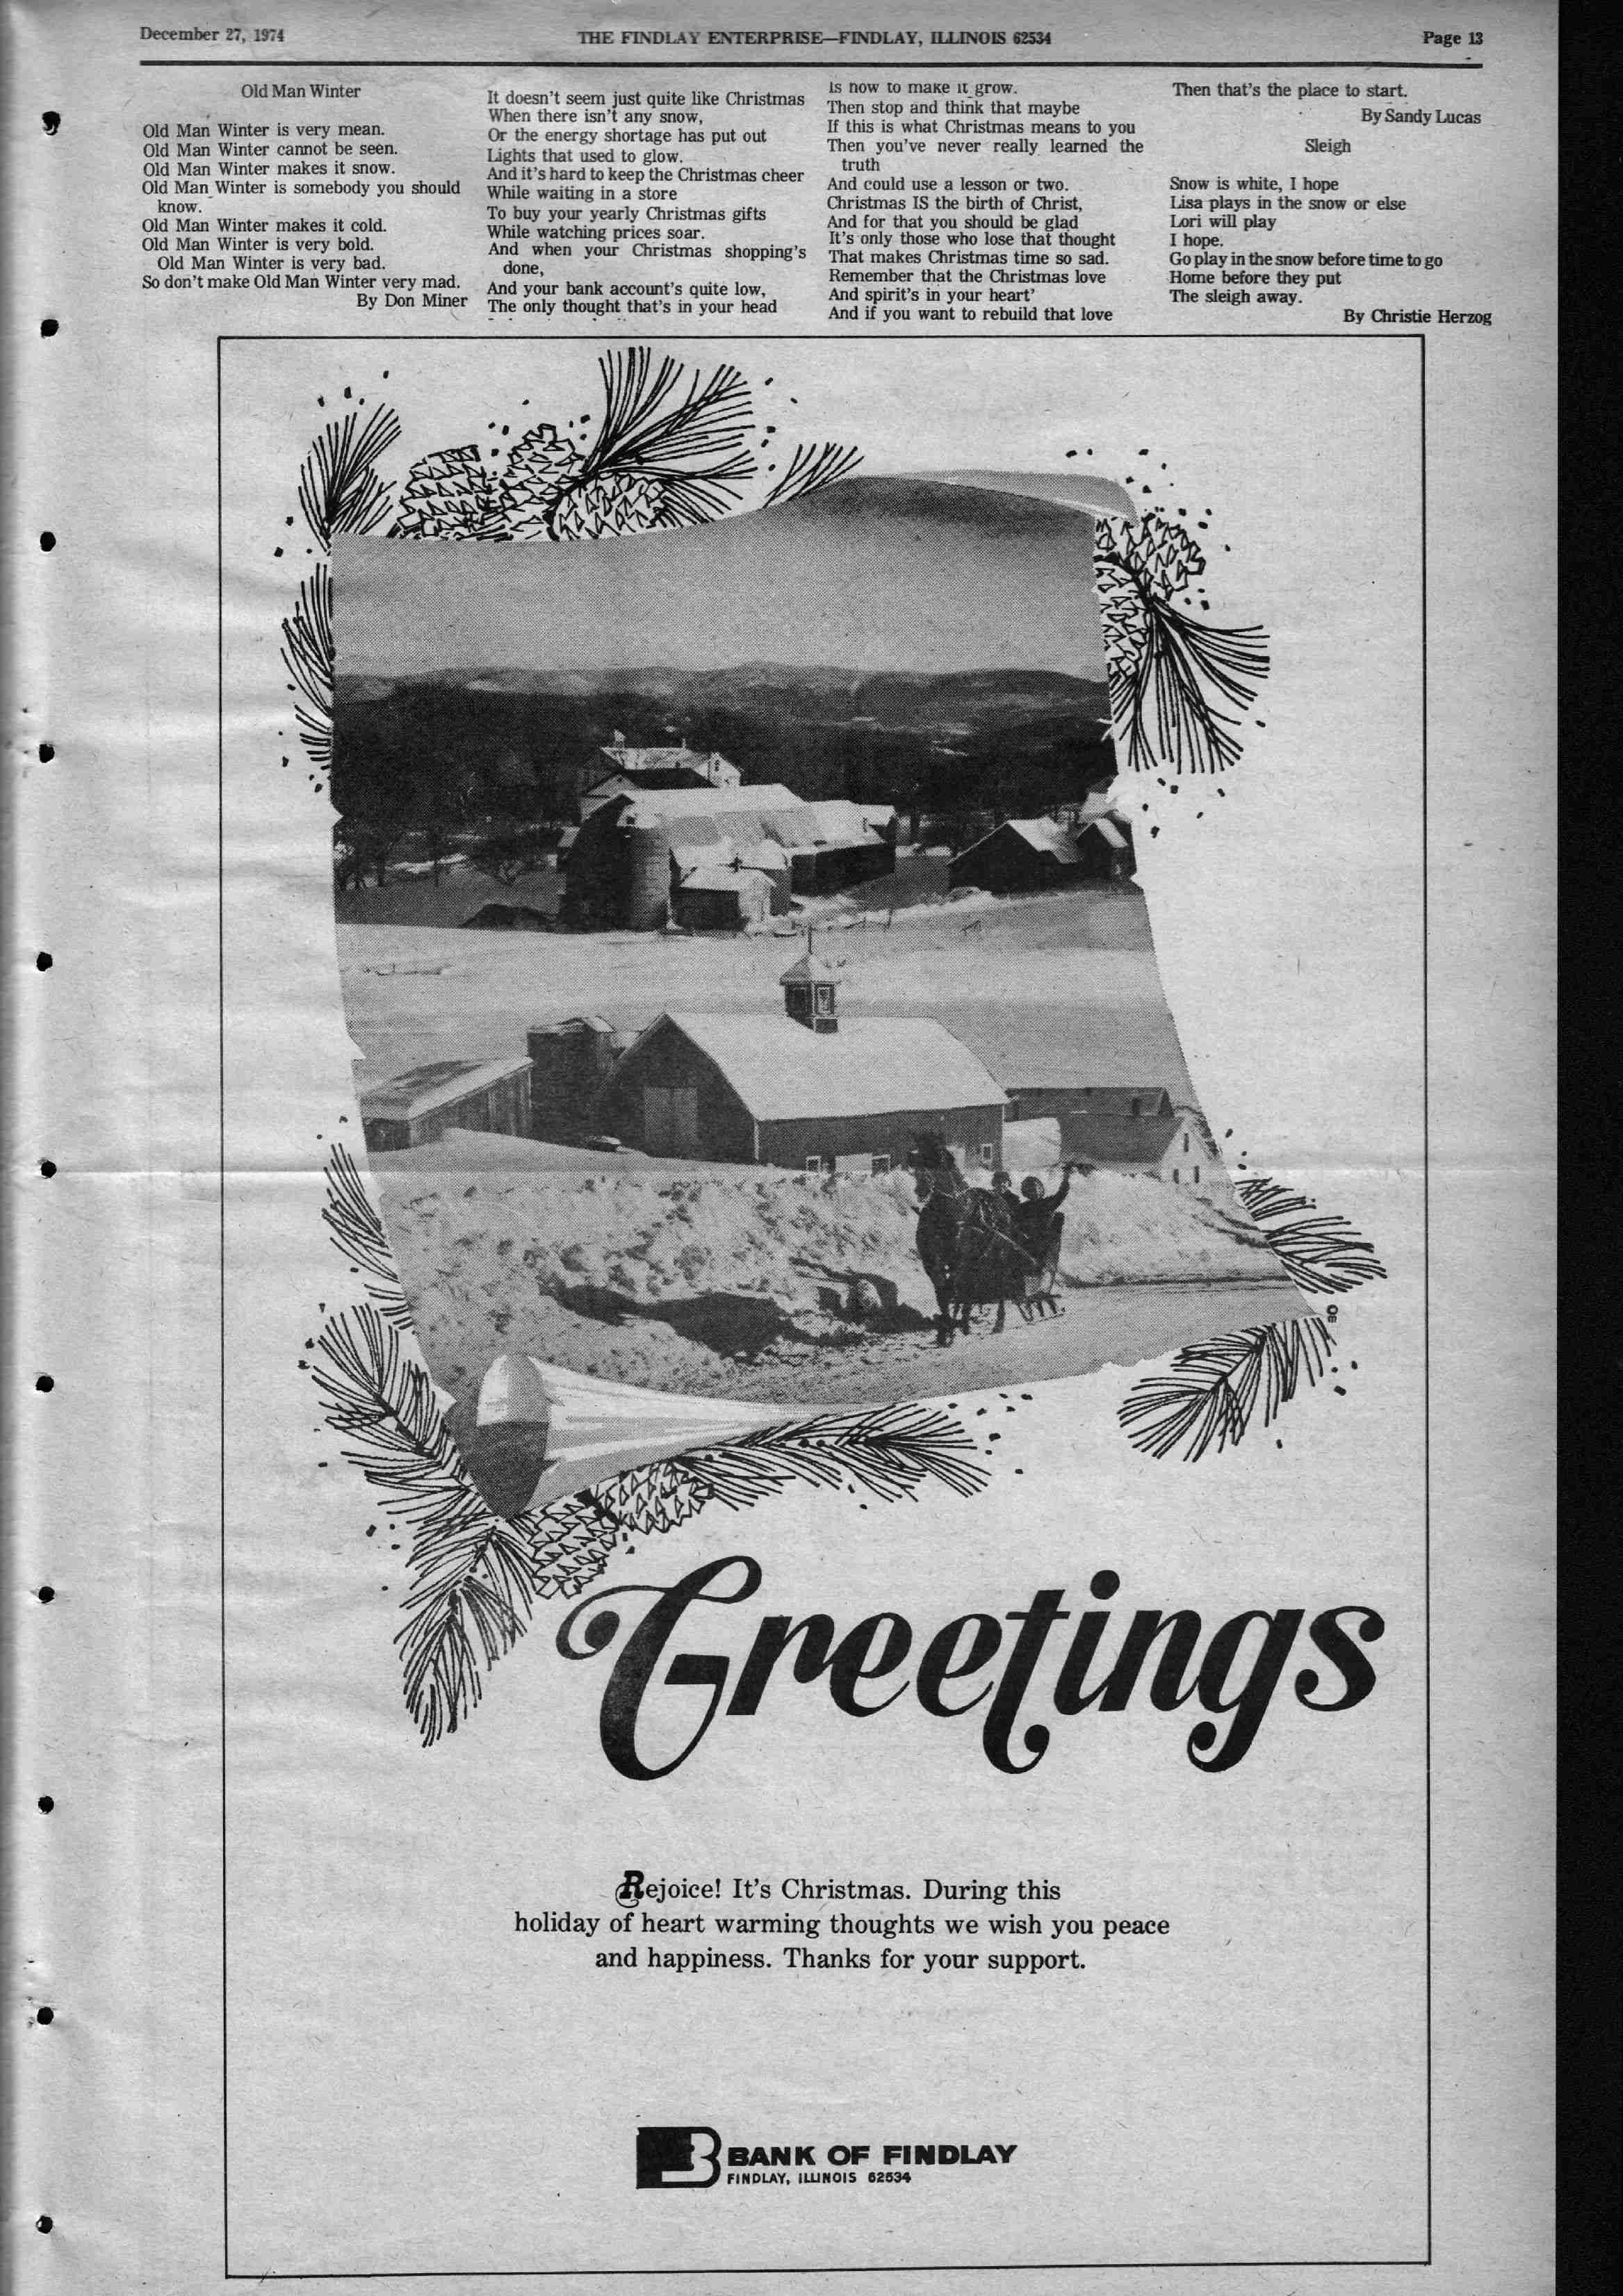 December 27, 1974
THE FINDLAY ENTERPRISE—FINDLAY, ILLINOIS 62534
Page 13
Old Man Winter
Old Man Winter is very mean.
Old Man Winter cannot be seen.
Old Man Winter makes it snow.
Old Man Winter is somebody you should
know.
Old Man Winter makes it cold.
Old Man Winter is very bold.
Old Man Winter is very bad.
So don't make Old Man Winter very mad.
By Don Miner
It doesn't seem just quite like Christmas
When there isn't any snow,
Or the energy shortage has put out
Lights that used to glow.
And it's hard to keep the Christmas cheer
While waiting in a store
To buy your yearly Christmas gifts
While watching prices soar.
And when your Christmas shopping's
done,
And your bank account's quite low,
The only thought that's in your head
Is how to make it grow.
Then stop and think that maybe
If this is what Christmas means to you
Then you've never really learned the
truth
And could use a lesson or two.
Christmas IS the birth of Christ,
And for that you should be glad
It's only those who lose that thought
That makes Christmas time so sad.
Remember that the Christmas love
And spirit's in your heart'
And if you want to rebuild that love
Then that's the place to start.
By Sandy Lucas
Sleigh
Snow is white, I hope
Lisa plays in the snow or else
Lori will play
I hope.
Go play in the snow before time to go
Home before they put
The sleigh away.
By Christie Herzog
Greetings
Rejoice! It's Christmas. During this
holiday of heart warming thoughts we wish you peace
and happiness. Thanks for your support.
BANK OF FINDLAY
FINDLAY, ILLINOIS 62534